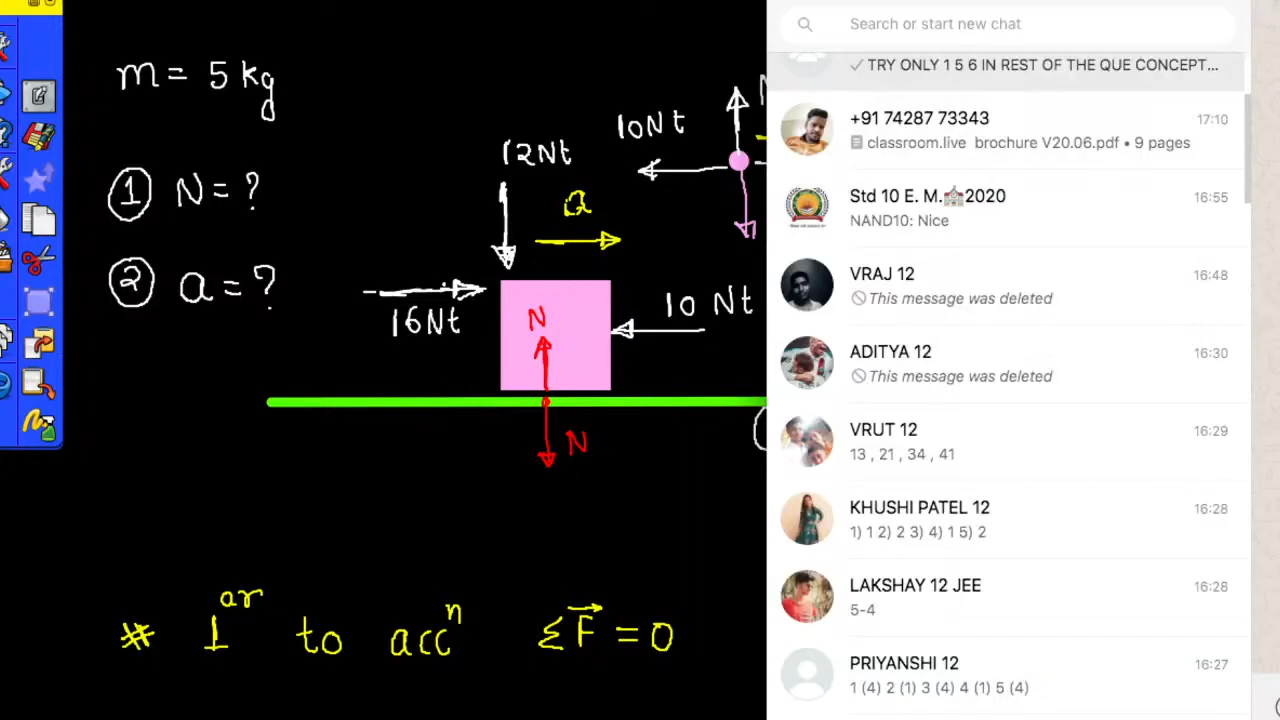 m = 5 kg
① N = ?
② a = ?
12Nt
a
16Nt
N
10 Nt
N
10Nt
# ⊥ar to accn ΣF = 0
Search or start new chat
✓ TRY ONLY 1 5 6 IN REST OF THE QUE CONCEPT...
+91 74287 73343 17:10
classroom.live brochure V20.06.pdf • 9 pages
Std 10 E. M.🏫2020 16:55
NAND10: Nice
VRAJ 12 16:48
This message was deleted
ADITYA 12 16:30
This message was deleted
VRUT 12 16:29
13 , 21 , 34 , 41
KHUSHI PATEL 12 16:28
1) 1 2) 2 3) 4) 1 5) 2
LAKSHAY 12 JEE 16:28
5-4
PRIYANSHI 12 16:27
1 (4) 2 (1) 3 (4) 4 (1) 5 (4)